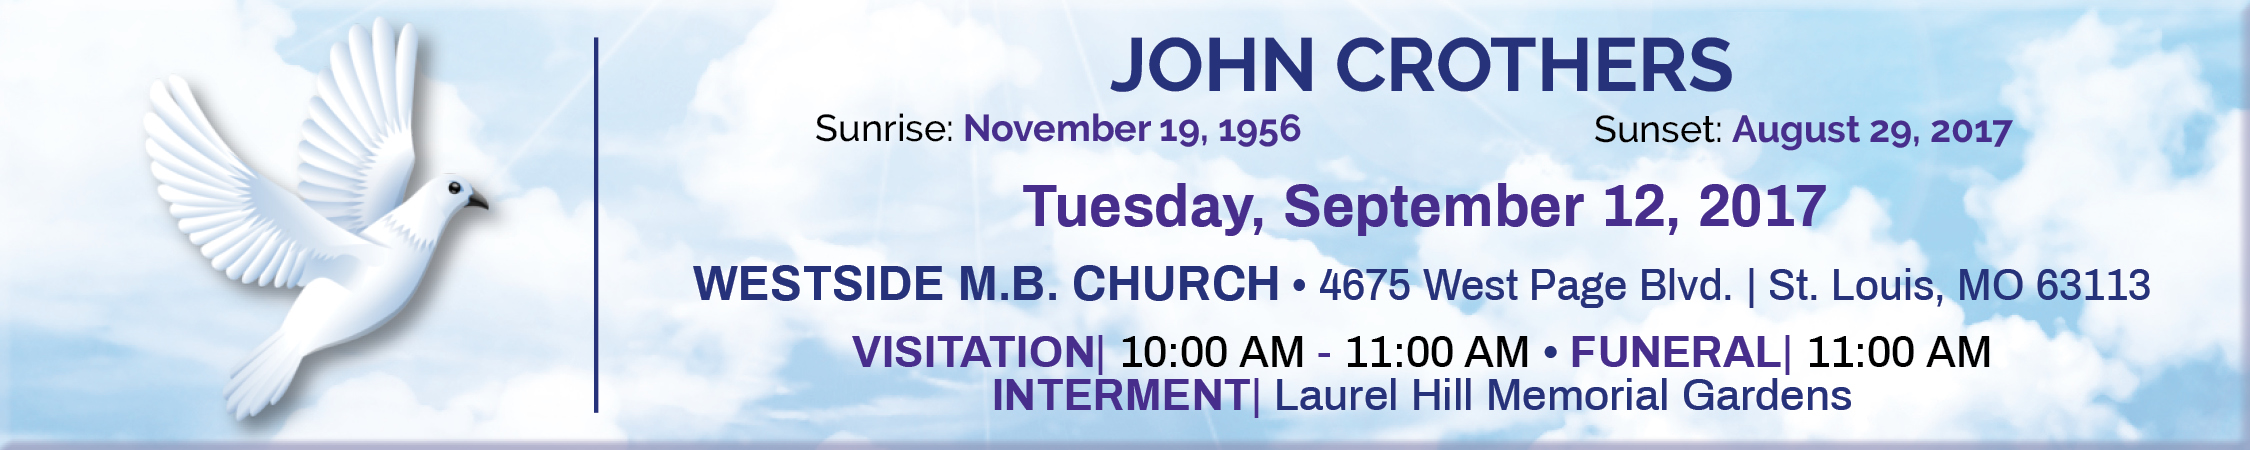 JOHN CROTHERS
Sunrise: November 19, 1956 Sunset: August 29, 2017
Tuesday, September 12, 2017
WESTSIDE M.B. CHURCH • 4675 West Page Blvd. | St. Louis, MO 63113
VISITATION| 10:00 AM - 11:00 AM • FUNERAL| 11:00 AM
INTERMENT| Laurel Hill Memorial Gardens